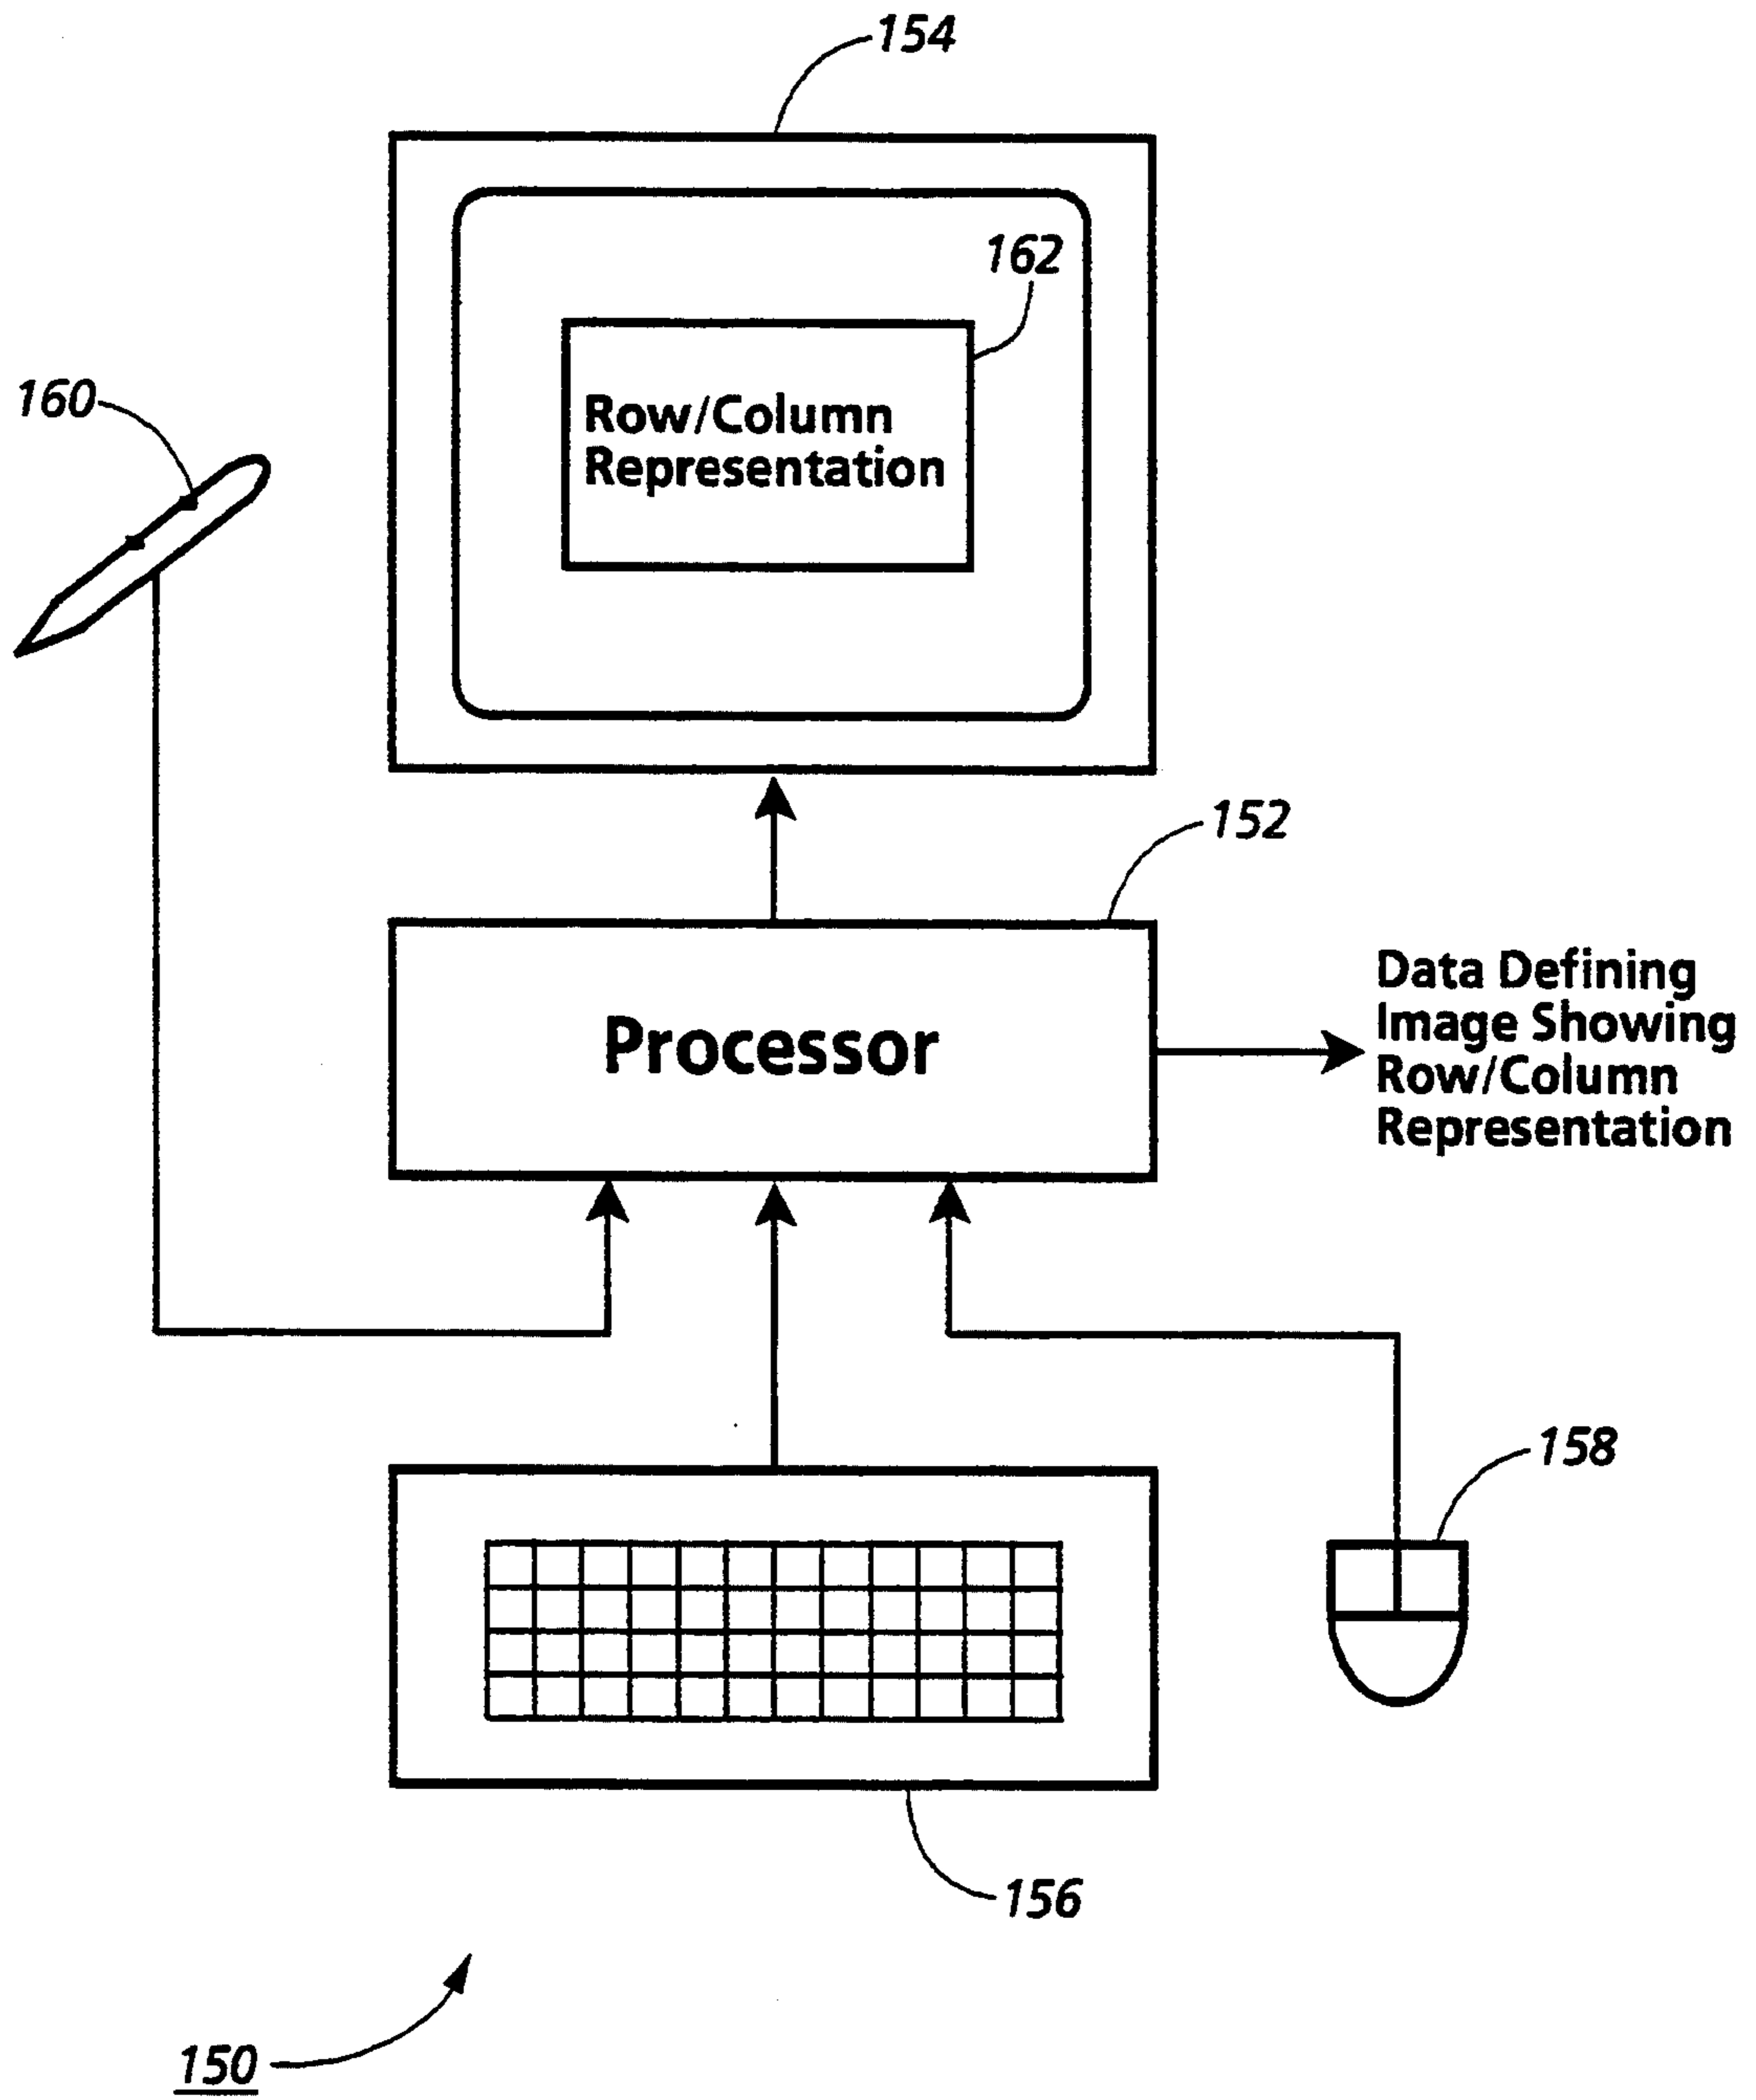 154
162
160
Row/Column
Representation
152
Data Defining
Image Showing
Row/Column
Representation
Processor
158
156
150